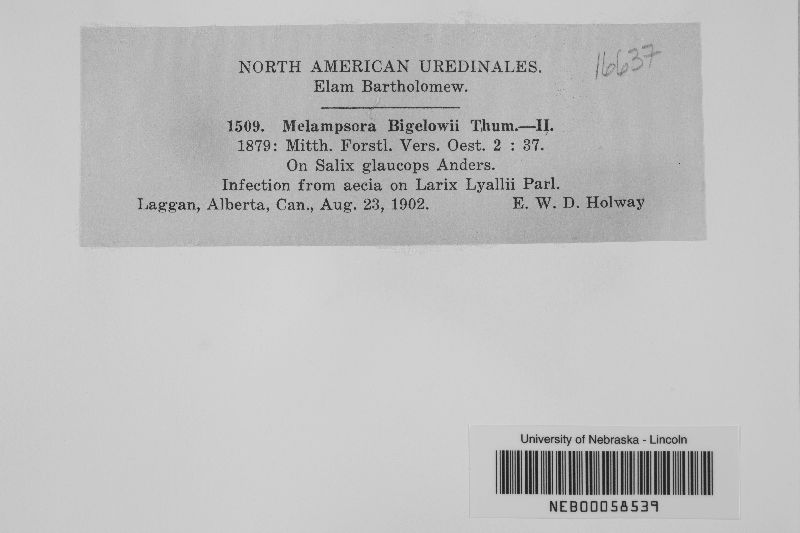 NORTH AMERICAN UREDINALES.
Elam Bartholomew.
16637
1509. Melampsora Bigelowii Thum.—II.
1879: Mitth. Forstl. Vers. Oest. 2 : 37.
On Salix glaucops Anders.
Infection from aecia on Larix Lyallii Parl.
Laggan, Alberta, Can., Aug. 23, 1902. E. W. D. Holway
University of Nebraska - Lincoln
NEB00058539